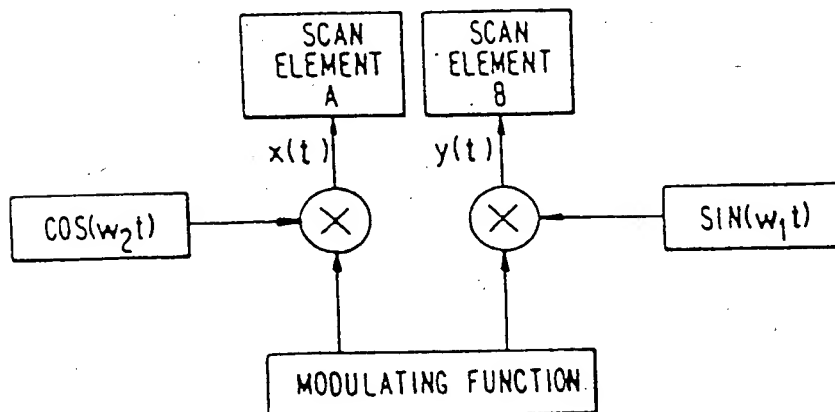 SCAN
ELEMENT
A
SCAN
ELEMENT
B
x(t)
y(t)
COS(w₂t)
SIN(w₁t)
MODULATING FUNCTION